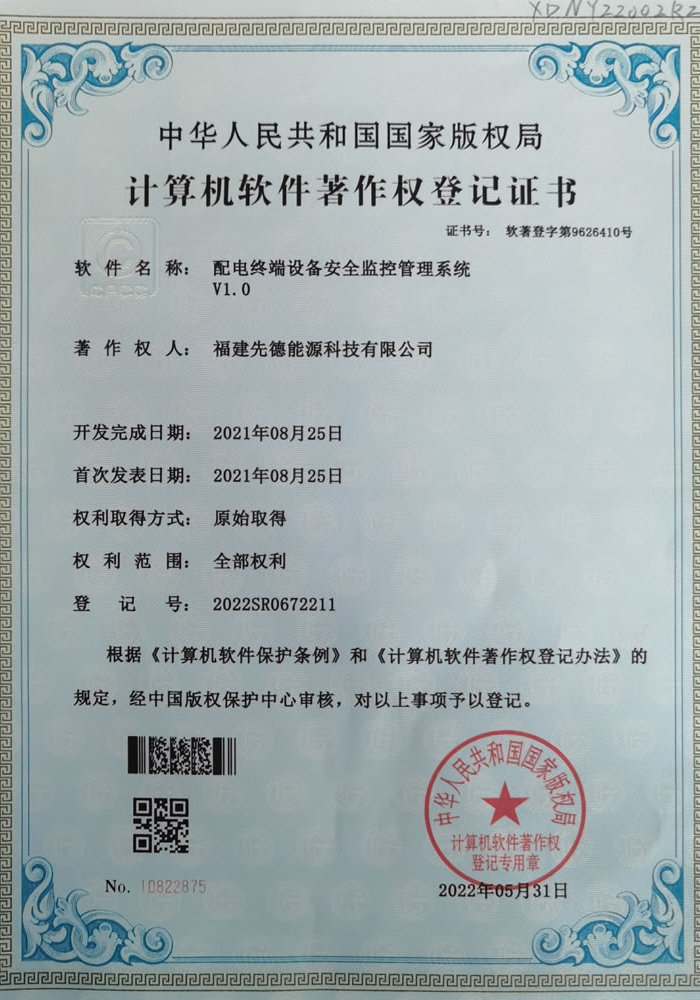 XDNY22002RZ
中华人民共和国国家版权局
计算机软件著作权登记证书
证书号： 软著登字第9626410号
软件名称： 配电终端设备安全监控管理系统
V1.0
著作权人： 福建先德能源科技有限公司
开发完成日期： 2021年08月25日
首次发表日期： 2021年08月25日
权利取得方式： 原始取得
权利范围： 全部权利
登记号： 2022SR0672211
根据《计算机软件保护条例》和《计算机软件著作权登记办法》的
规定，经中国版权保护中心审核，对以上事项予以登记。
中华人民共和国国家版权局
计算机软件著作权
登记专用章
No. 10822875
2022年05月31日
CPCC